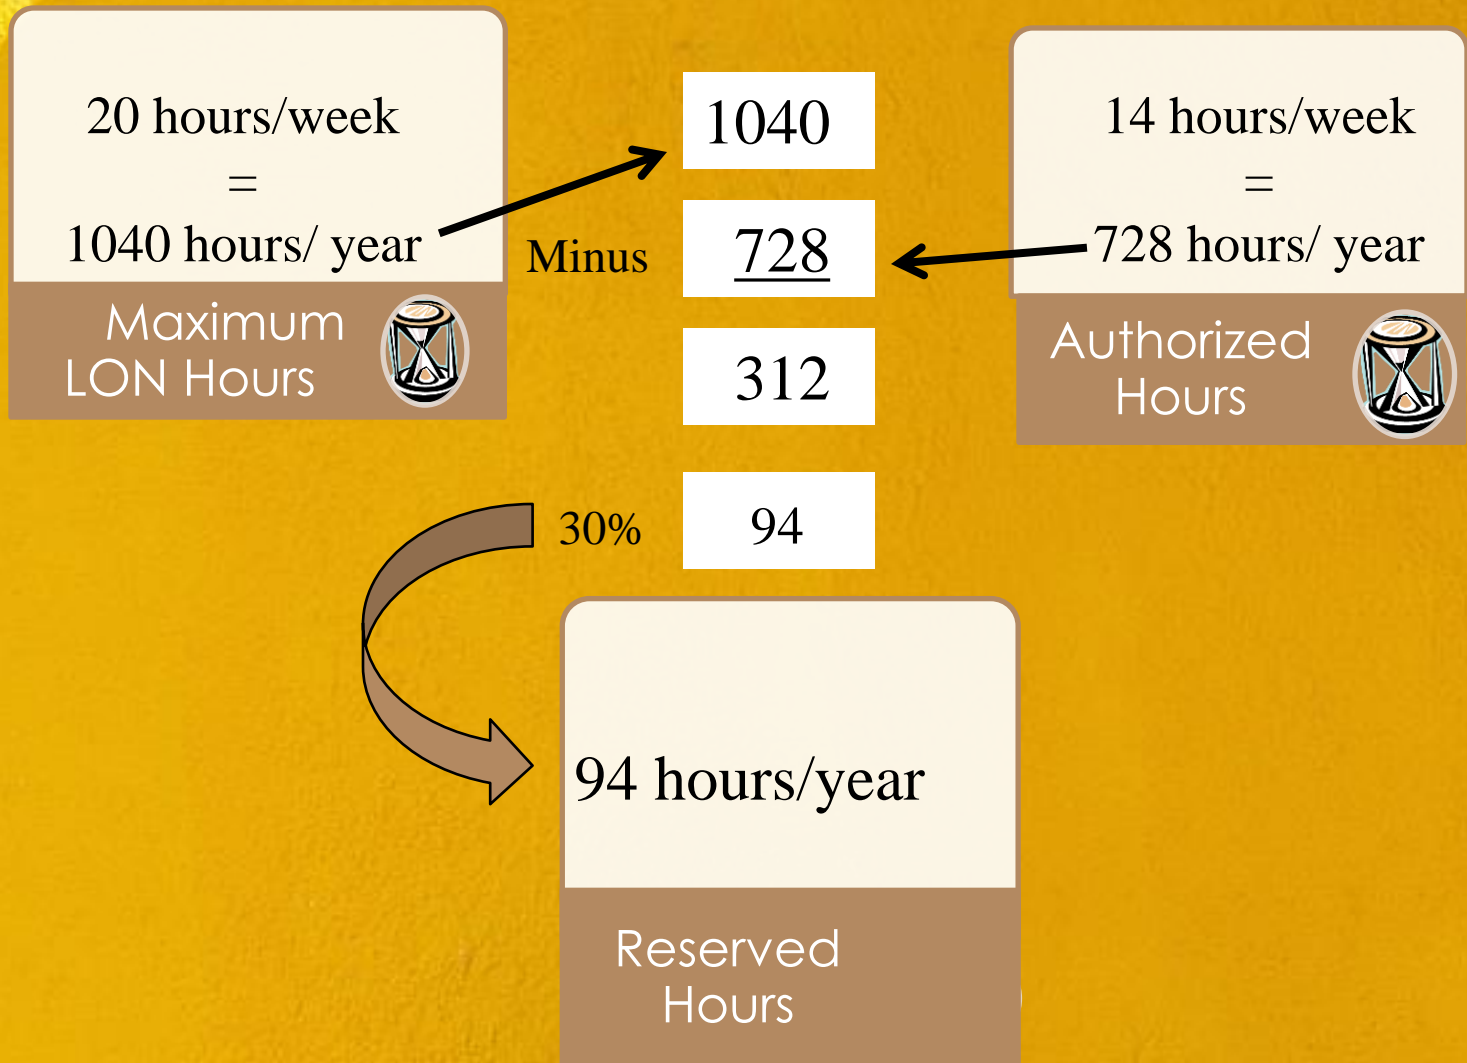 20 hours/week
=
1040 hours/ year
Maximum
LON Hours
1040
Minus 728
312
30% 94
14 hours/week
=
728 hours/ year
Authorized
Hours
94 hours/year
Reserved
Hours